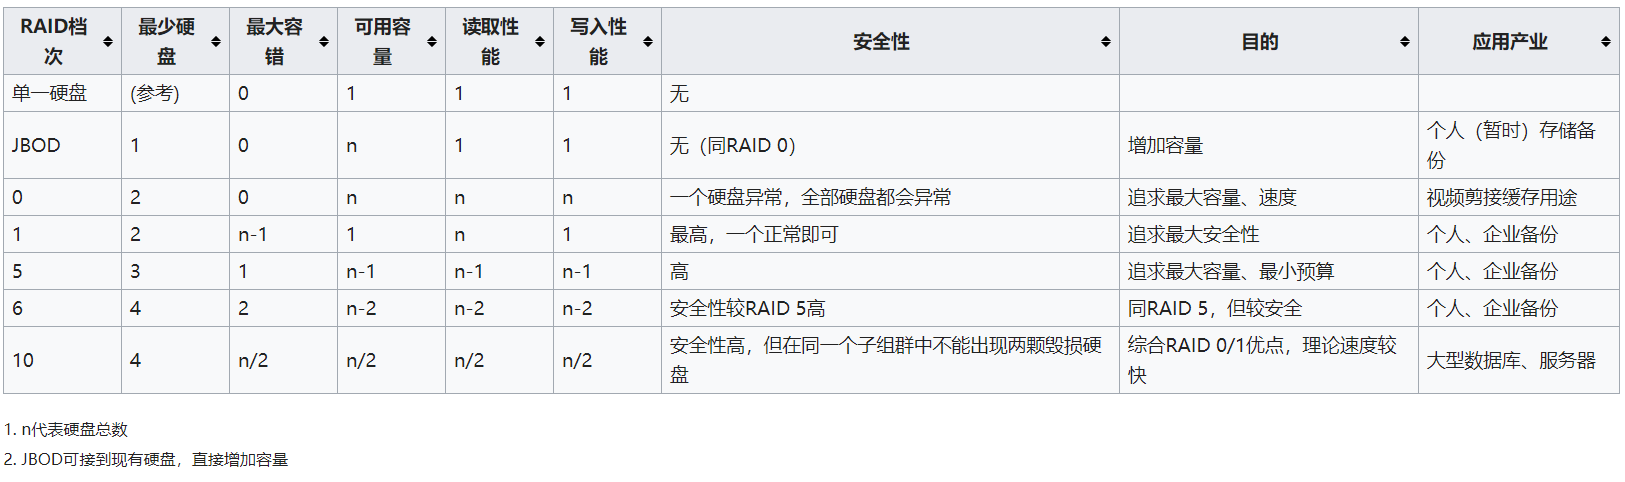 RAID档次 最少硬盘 最大容错 可用容量 读取性能 写入性能 安全性 目的 应用产业
单一硬盘 (参考) 0 1 1 1 无
JBOD 1 0 n 1 1 无（同RAID 0） 增加容量 个人（暂时）存储备份
0 2 0 n n n 一个硬盘异常，全部硬盘都会异常 追求最大容量、速度 视频剪接缓存用途
1 2 n-1 1 n 1 最高，一个正常即可 追求最大安全性 个人、企业备份
5 3 1 n-1 n-1 n-1 高 追求最大容量、最小预算 个人、企业备份
6 4 2 n-2 n-2 n-2 安全性较RAID 5高 同RAID 5，但较安全 个人、企业备份
10 4 n/2 n/2 n/2 n/2 安全性高，但在同一个子组群中不能出现两颗毁损硬盘 综合RAID 0/1优点，理论速度较快 大型数据库、服务器
1. n代表硬盘总数
2. JBOD可接到现有硬盘，直接增加容量